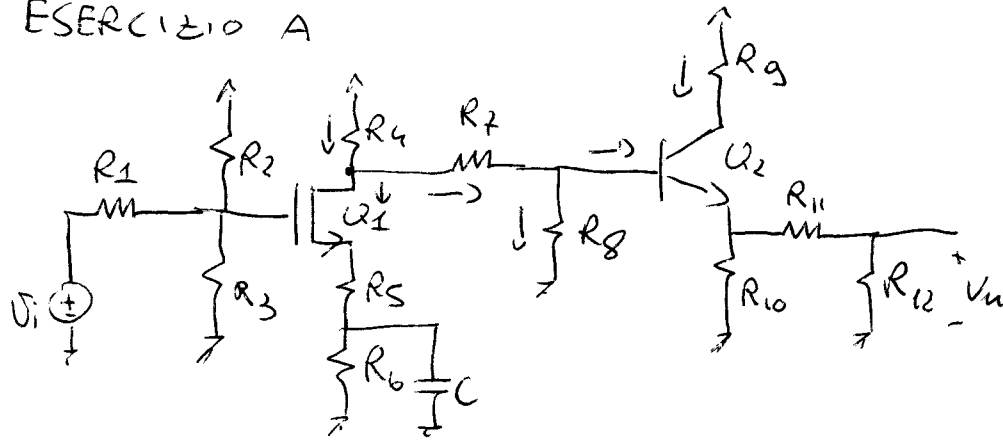 ESERCIZIO A
R9
R4
R7
R2
Q2
R1
Q1
R11
R8
R3
R5
R10
R12
Vu
Vi
+
-
R6
C